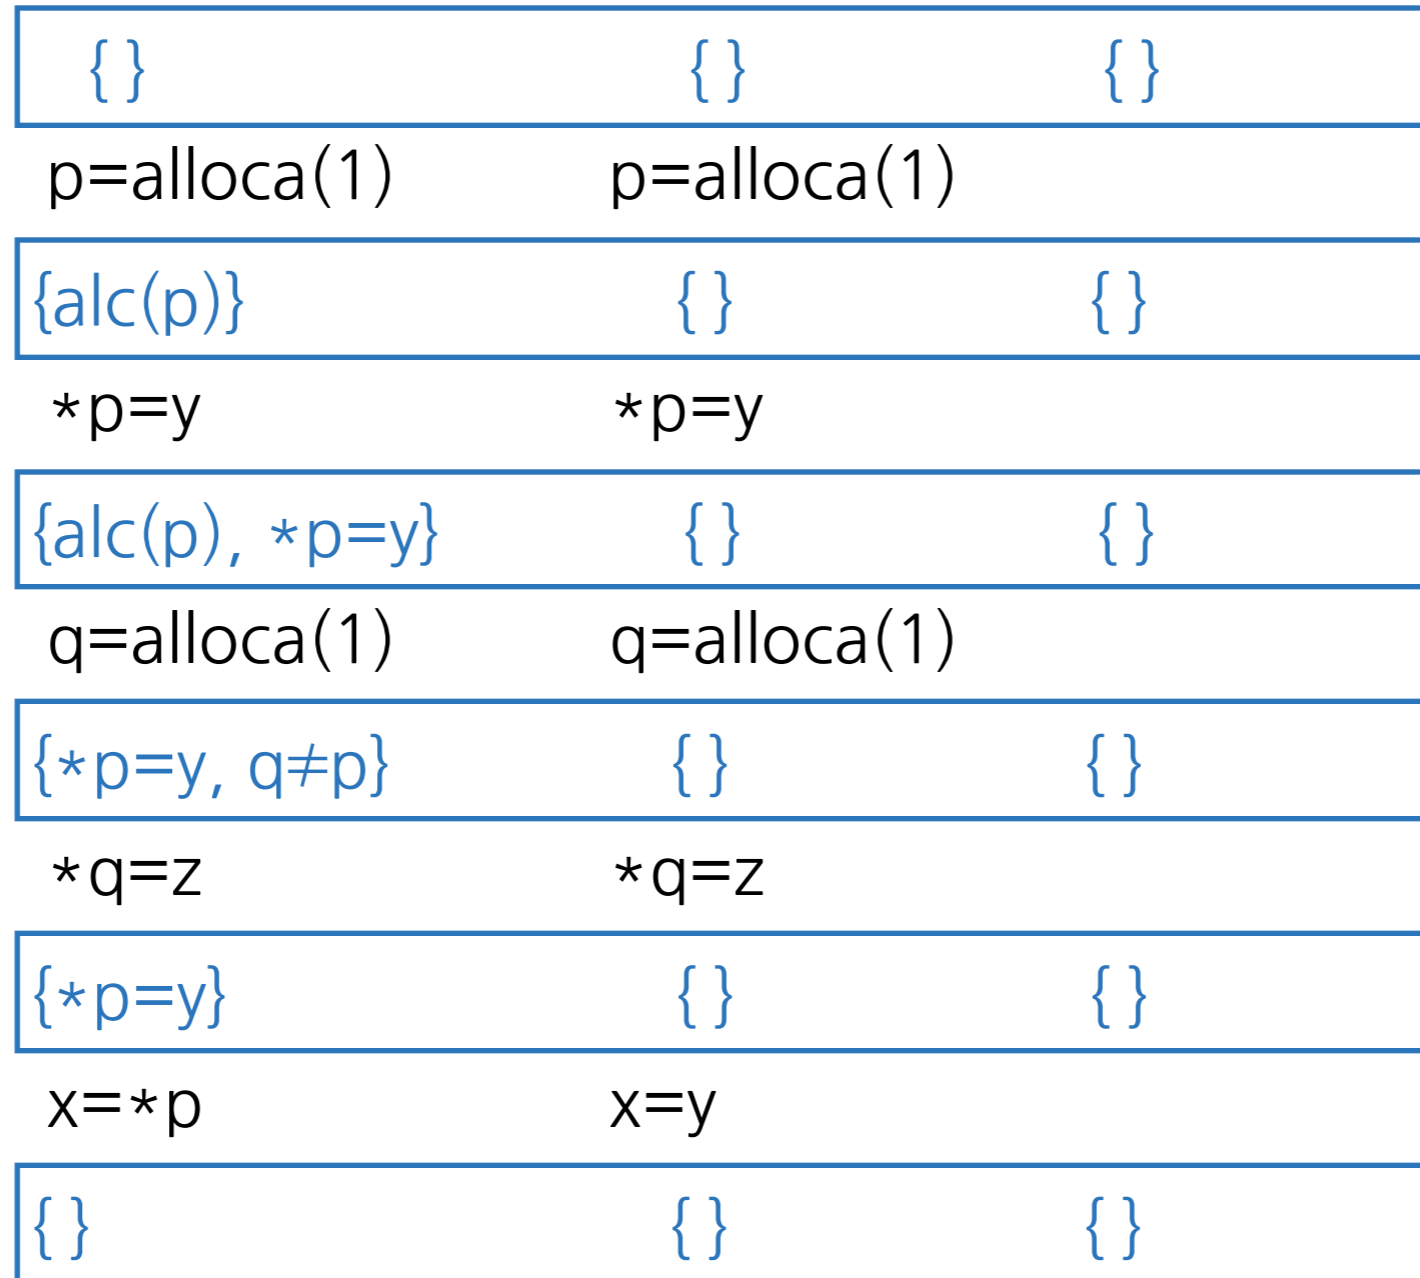 { } { } { }
p=alloca(1) p=alloca(1)
{alc(p)} { } { }
*p=y *p=y
{alc(p), *p=y} { } { }
q=alloca(1) q=alloca(1)
{*p=y, q≠p} { } { }
*q=z *q=z
{*p=y} { } { }
x=*p x=y
{ } { } { }